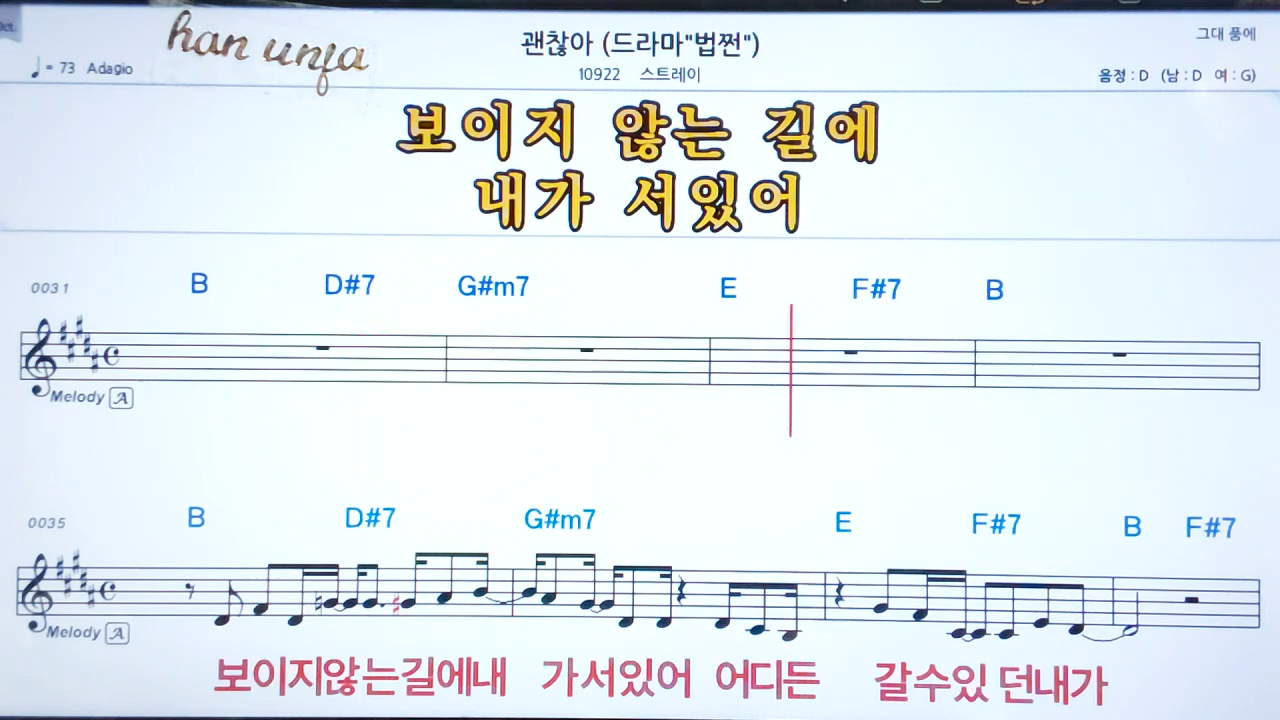 Oct.
han unfa
괜찮아 (드라마"법쩐")
그대 품에
♩= 73 Adagio
10922 스트레이
음정 : D (남 : D 여 : G)
보이지 않는 길에
내가 서있어
0031 B D#7 G#m7 E F#7 B
Melody A
0035 B D#7 G#m7 E F#7 B F#7
Melody A
보이지않는길에내 가서있어 어디든 갈수있 던내가